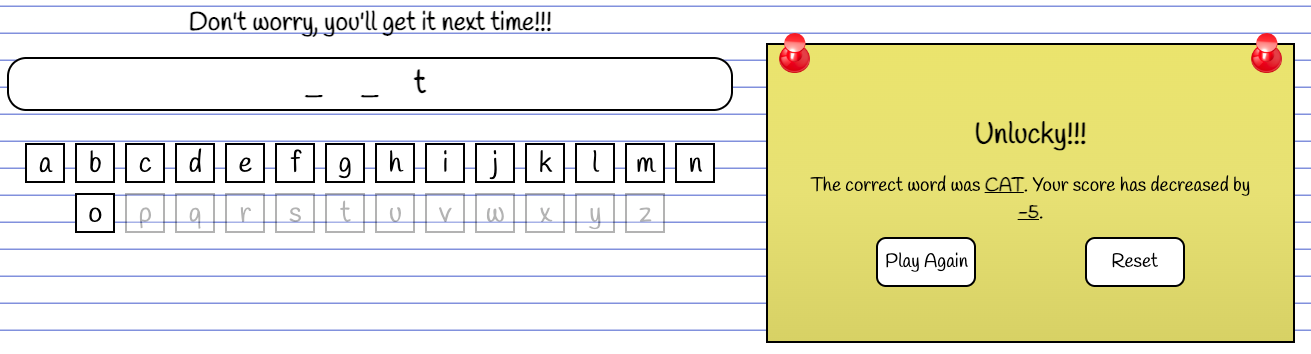 Don't worry, you'll get it next time!!!
_ _ t
a b c d e f g h i j k l m n
o p q r s t u v w x y z
Unlucky!!!
The correct word was CAT. Your score has decreased by
-5.
Play Again Reset